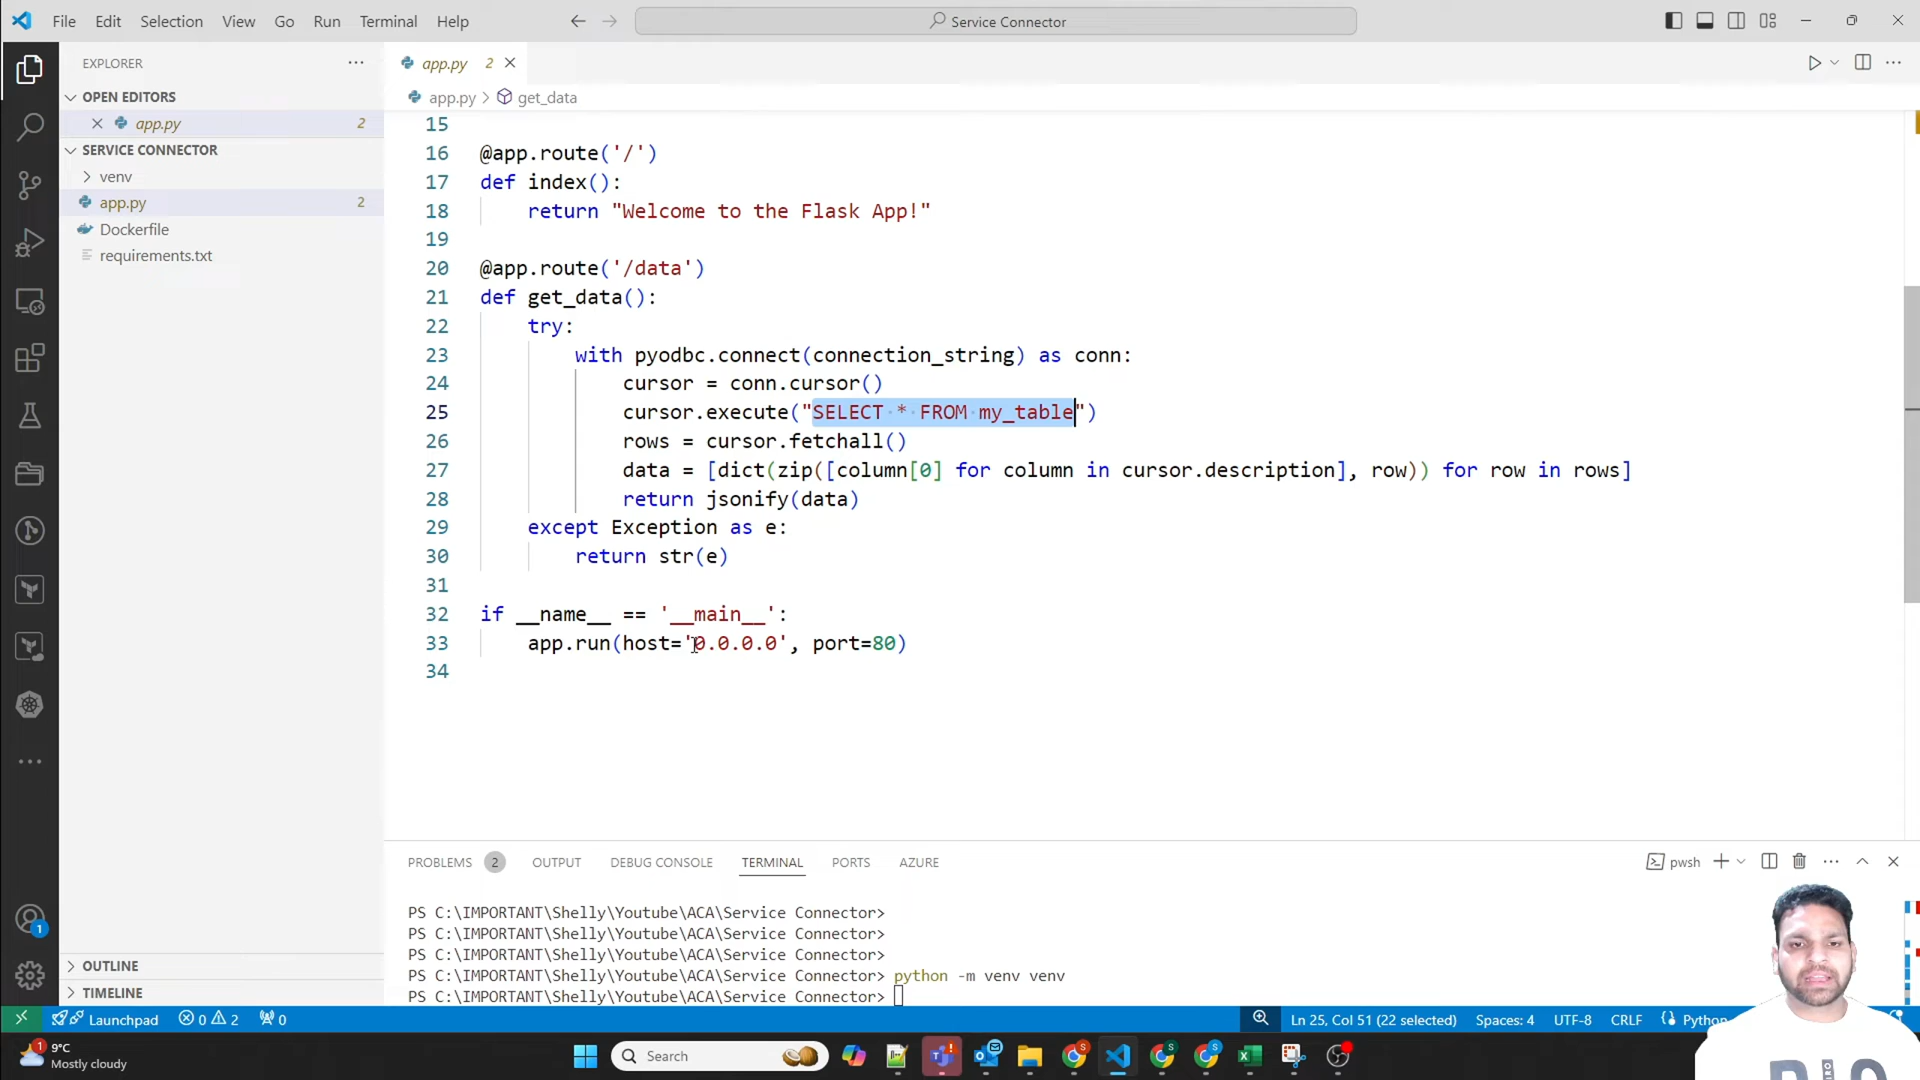 File Edit Selection View Go Run Terminal Help
Service Connector
EXPLORER
OPEN EDITORS
app.py 2
SERVICE CONNECTOR
venv
app.py 2
Dockerfile
requirements.txt
OUTLINE
TIMELINE
app.py 2
app.py > get_data
15
16 @app.route('/')
17 def index():
18 return "Welcome to the Flask App!"
19
20 @app.route('/data')
21 def get_data():
22 try:
23 with pyodbc.connect(connection_string) as conn:
24 cursor = conn.cursor()
25 cursor.execute("SELECT * FROM my_table")
26 rows = cursor.fetchall()
27 data = [dict(zip([column[0] for column in cursor.description], row)) for row in rows]
28 return jsonify(data)
29 except Exception as e:
30 return str(e)
31
32 if __name__ == '__main__':
33 app.run(host='0.0.0.0', port=80)
34
PROBLEMS 2 OUTPUT DEBUG CONSOLE TERMINAL PORTS AZURE
pwsh
PS C:\IMPORTANT\Shelly\Youtube\ACA\Service Connector>
PS C:\IMPORTANT\Shelly\Youtube\ACA\Service Connector>
PS C:\IMPORTANT\Shelly\Youtube\ACA\Service Connector>
PS C:\IMPORTANT\Shelly\Youtube\ACA\Service Connector> python -m venv venv
PS C:\IMPORTANT\Shelly\Youtube\ACA\Service Connector>
1
Launchpad 0 2 0
Ln 25, Col 51 (22 selected) Spaces: 4 UTF-8 CRLF Python
1
9°C
Mostly cloudy
Search